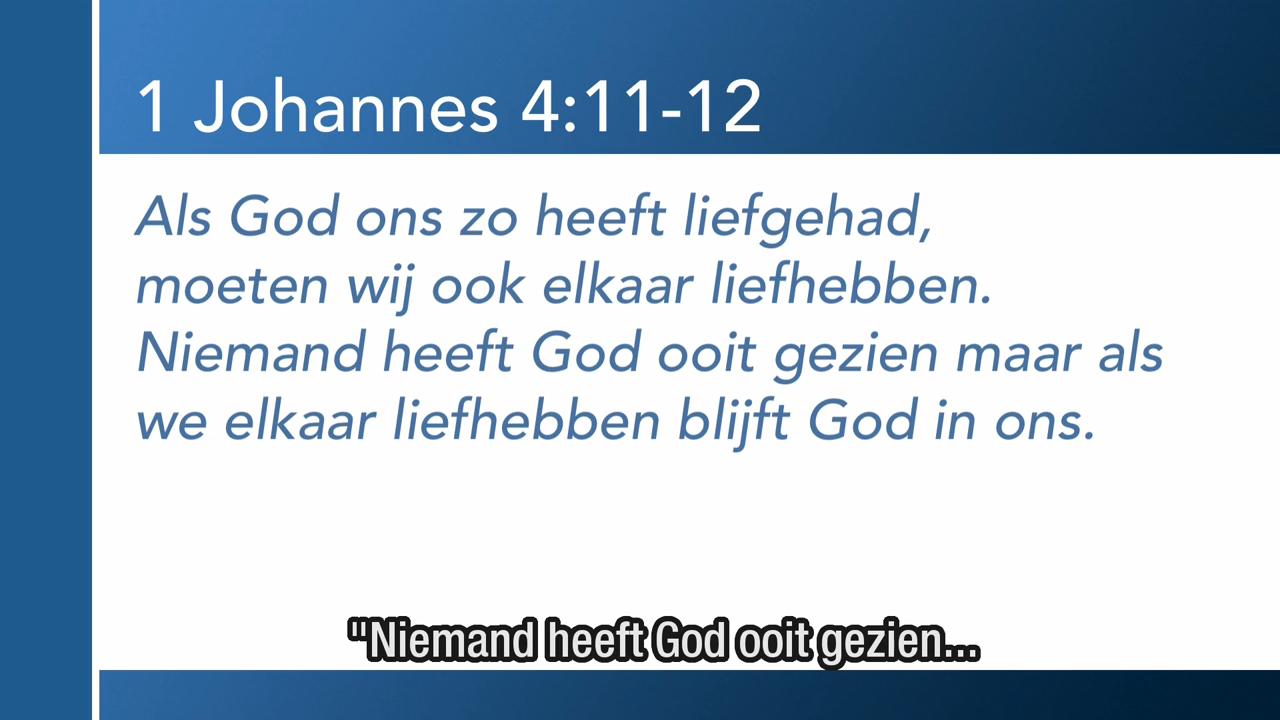 1 Johannes 4:11-12
Als God ons zo heeft liefgehad,
moeten wij ook elkaar liefhebben.
Niemand heeft God ooit gezien maar als
we elkaar liefhebben blijft God in ons.
"Niemand heeft God ooit gezien...